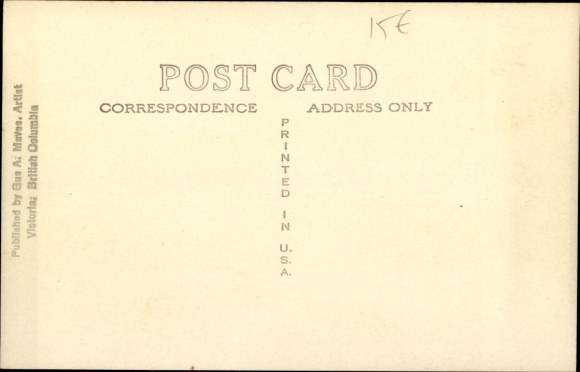 15 €
POST CARD
CORRESPONDENCE
ADDRESS ONLY
PRINTED IN U.S.A.
Published by Gus A. Maves, Artist
Victoria, British Columbia